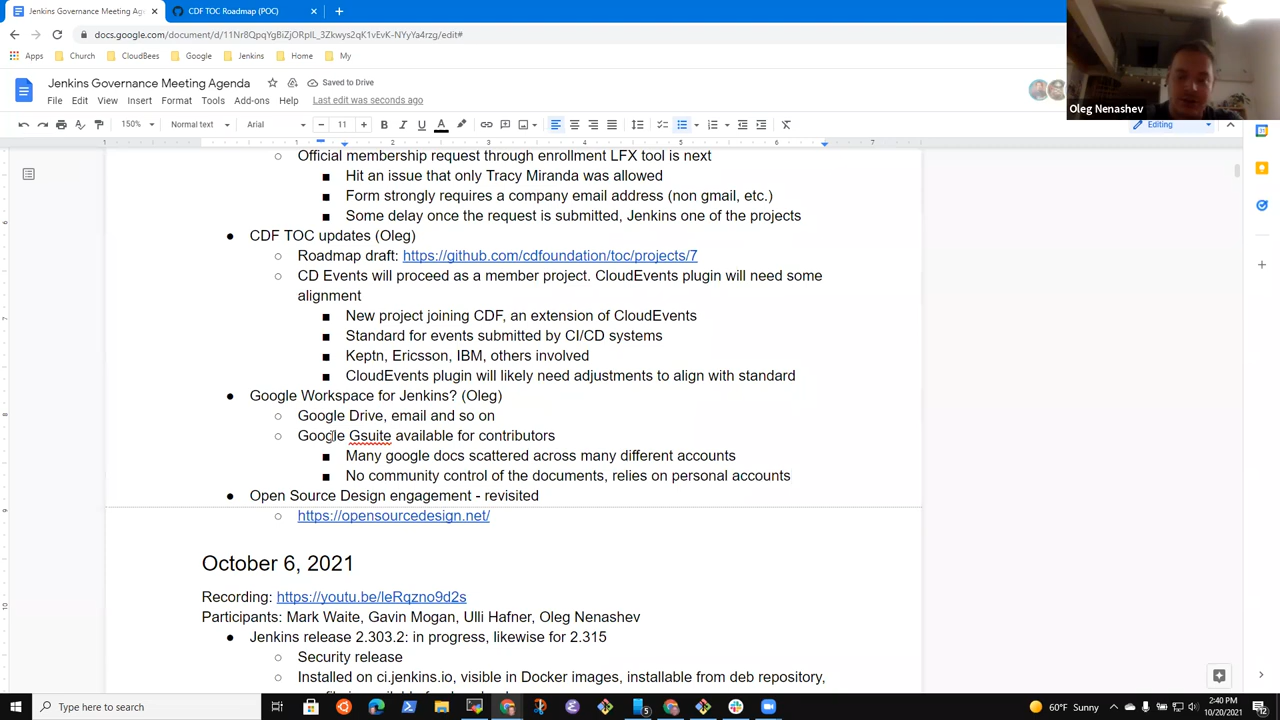 Jenkins Governance Meeting Age
CDF TOC Roadmap (POC)
docs.google.com/document/d/11Nr8QpqYgBiZjORpIL_3Zkwys2qK1vEvK-NYyYa4rzg/edit#
Apps Church CloudBees Google Jenkins Home My
Oleg Nenashev
Jenkins Governance Meeting Agenda
Saved to Drive
File Edit View Insert Format Tools Add-ons Help Last edit was seconds ago
150% Normal text Arial 11 Editing
1 1 2 3 4 5 6 7
Official membership request through enrollment LFX tool is next
Hit an issue that only Tracy Miranda was allowed
Form strongly requires a company email address (non gmail, etc.)
Some delay once the request is submitted, Jenkins one of the projects
CDF TOC updates (Oleg)
Roadmap draft: https://github.com/cdfoundation/toc/projects/7
CD Events will proceed as a member project. CloudEvents plugin will need some
alignment
New project joining CDF, an extension of CloudEvents
Standard for events submitted by CI/CD systems
Keptn, Ericsson, IBM, others involved
CloudEvents plugin will likely need adjustments to align with standard
Google Workspace for Jenkins? (Oleg)
Google Drive, email and so on
Google Gsuite available for contributors
Many google docs scattered across many different accounts
No community control of the documents, relies on personal accounts
Open Source Design engagement - revisited
https://opensourcedesign.net/
October 6, 2021
Recording: https://youtu.be/leRqzno9d2s
Participants: Mark Waite, Gavin Mogan, Ulli Hafner, Oleg Nenashev
Jenkins release 2.303.2: in progress, likewise for 2.315
Security release
Installed on ci.jenkins.io, visible in Docker images, installable from deb repository,
Type here to search
60°F Sunny
2:40 PM
10/20/2021